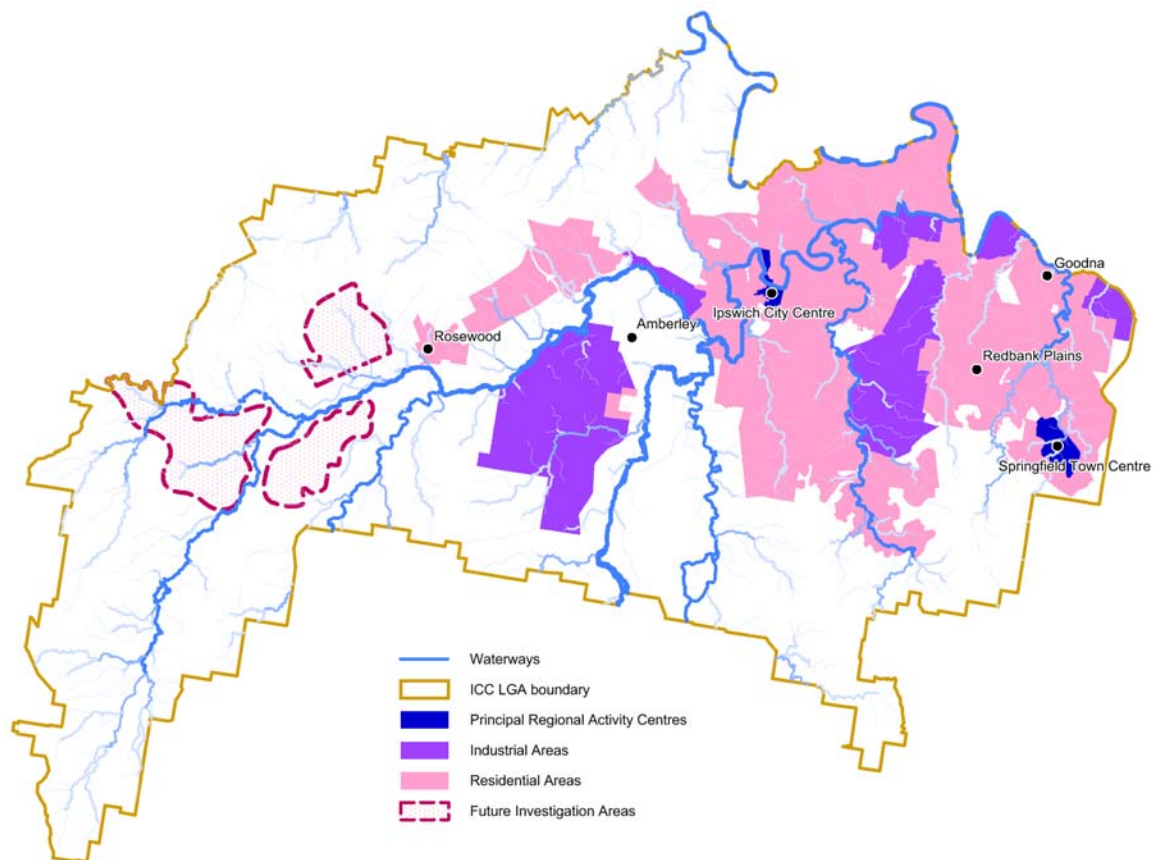 Goodna
Ipswich City Centre
Amberley
Rosewood
Redbank Plains
Springfield Town Centre
Waterways
ICC LGA boundary
Principal Regional Activity Centres
Industrial Areas
Residential Areas
Future Investigation Areas